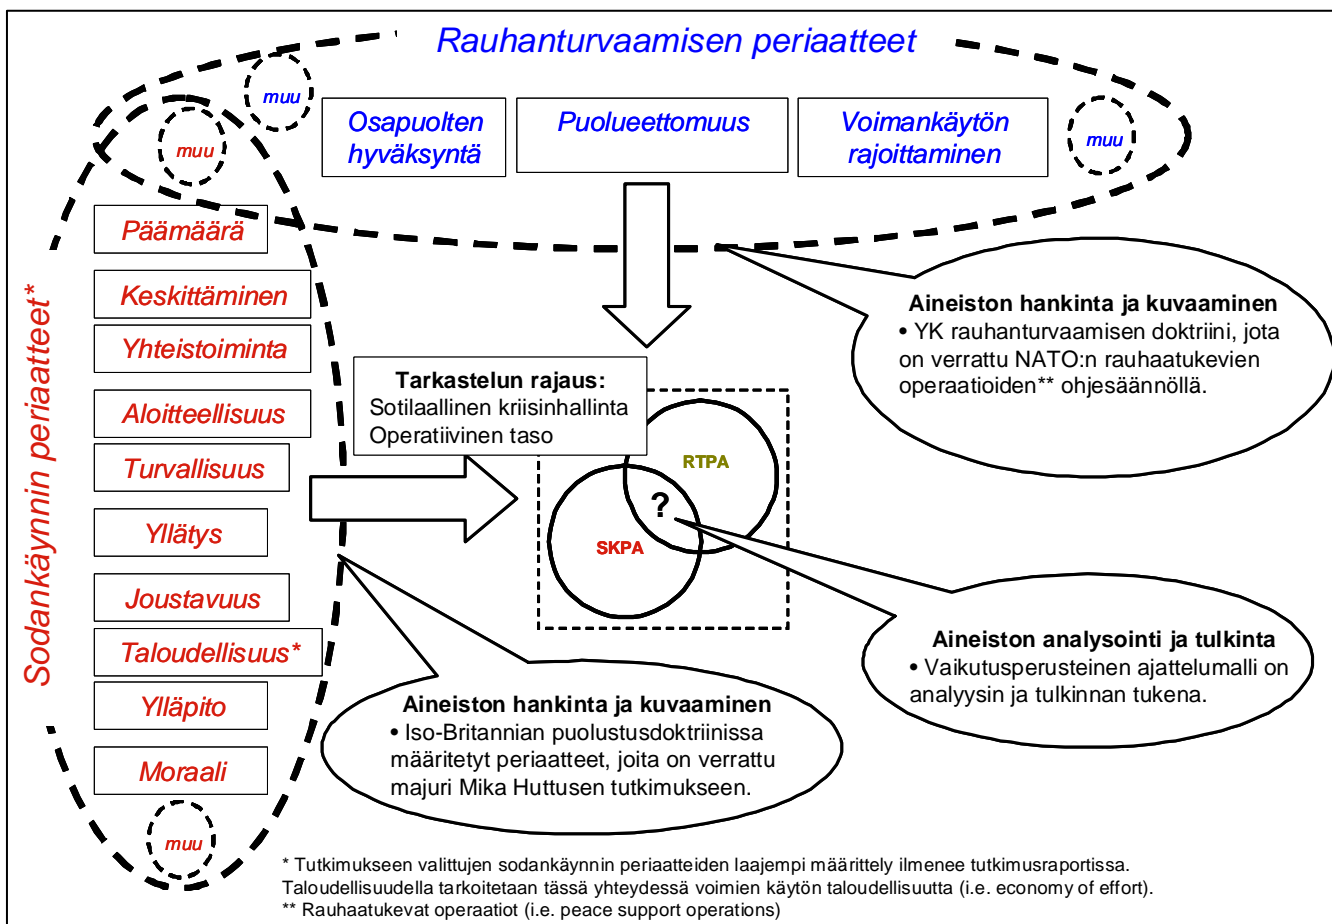 Rauhanturvaamisen periaatteet
muu
muu
Osapuolten
hyväksyntä
Puolueettomuus
Voimankäytön
rajoittaminen
muu
Sodankäynnin periaatteet*
Päämäärä
Keskittäminen
Yhteistoiminta
Aloitteellisuus
Turvallisuus
Yllätys
Joustavuus
Taloudellisuus*
Ylläpito
Moraali
muu
Aineiston hankinta ja kuvaaminen
• YK rauhanturvaamisen doktriini, jota
on verrattu NATO:n rauhaatukevien
operaatioiden** ohjesäännöllä.
Tarkastelun rajaus:
Sotilaallinen kriisinhallinta
Operatiivinen taso
RTPA
?
SKPA
Aineiston analysointi ja tulkinta
• Vaikutusperusteinen ajattelumalli on
analyysin ja tulkinnan tukena.
Aineiston hankinta ja kuvaaminen
• Iso-Britannian puolustusdoktriinissa
määritetyt periaatteet, joita on verrattu
majuri Mika Huttusen tutkimukseen.
* Tutkimukseen valittujen sodankäynnin periaatteiden laajempi määrittely ilmenee tutkimusraportissa.
Taloudellisuudella tarkoitetaan tässä yhteydessä voimien käytön taloudellisuutta (i.e. economy of effort).
** Rauhaatukevat operaatiot (i.e. peace support operations)